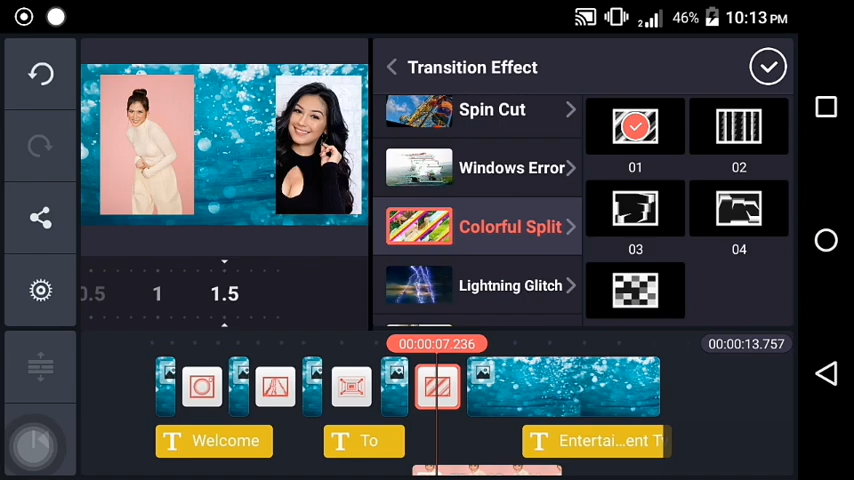 2 46% 10:13 PM
Transition Effect
Spin Cut
Windows Error
01 02
Colorful Split
03 04
Lightning Glitch
0.5 1 1.5
00:00:07.236 00:00:13.757
T Welcome T To T Entertai...ent T